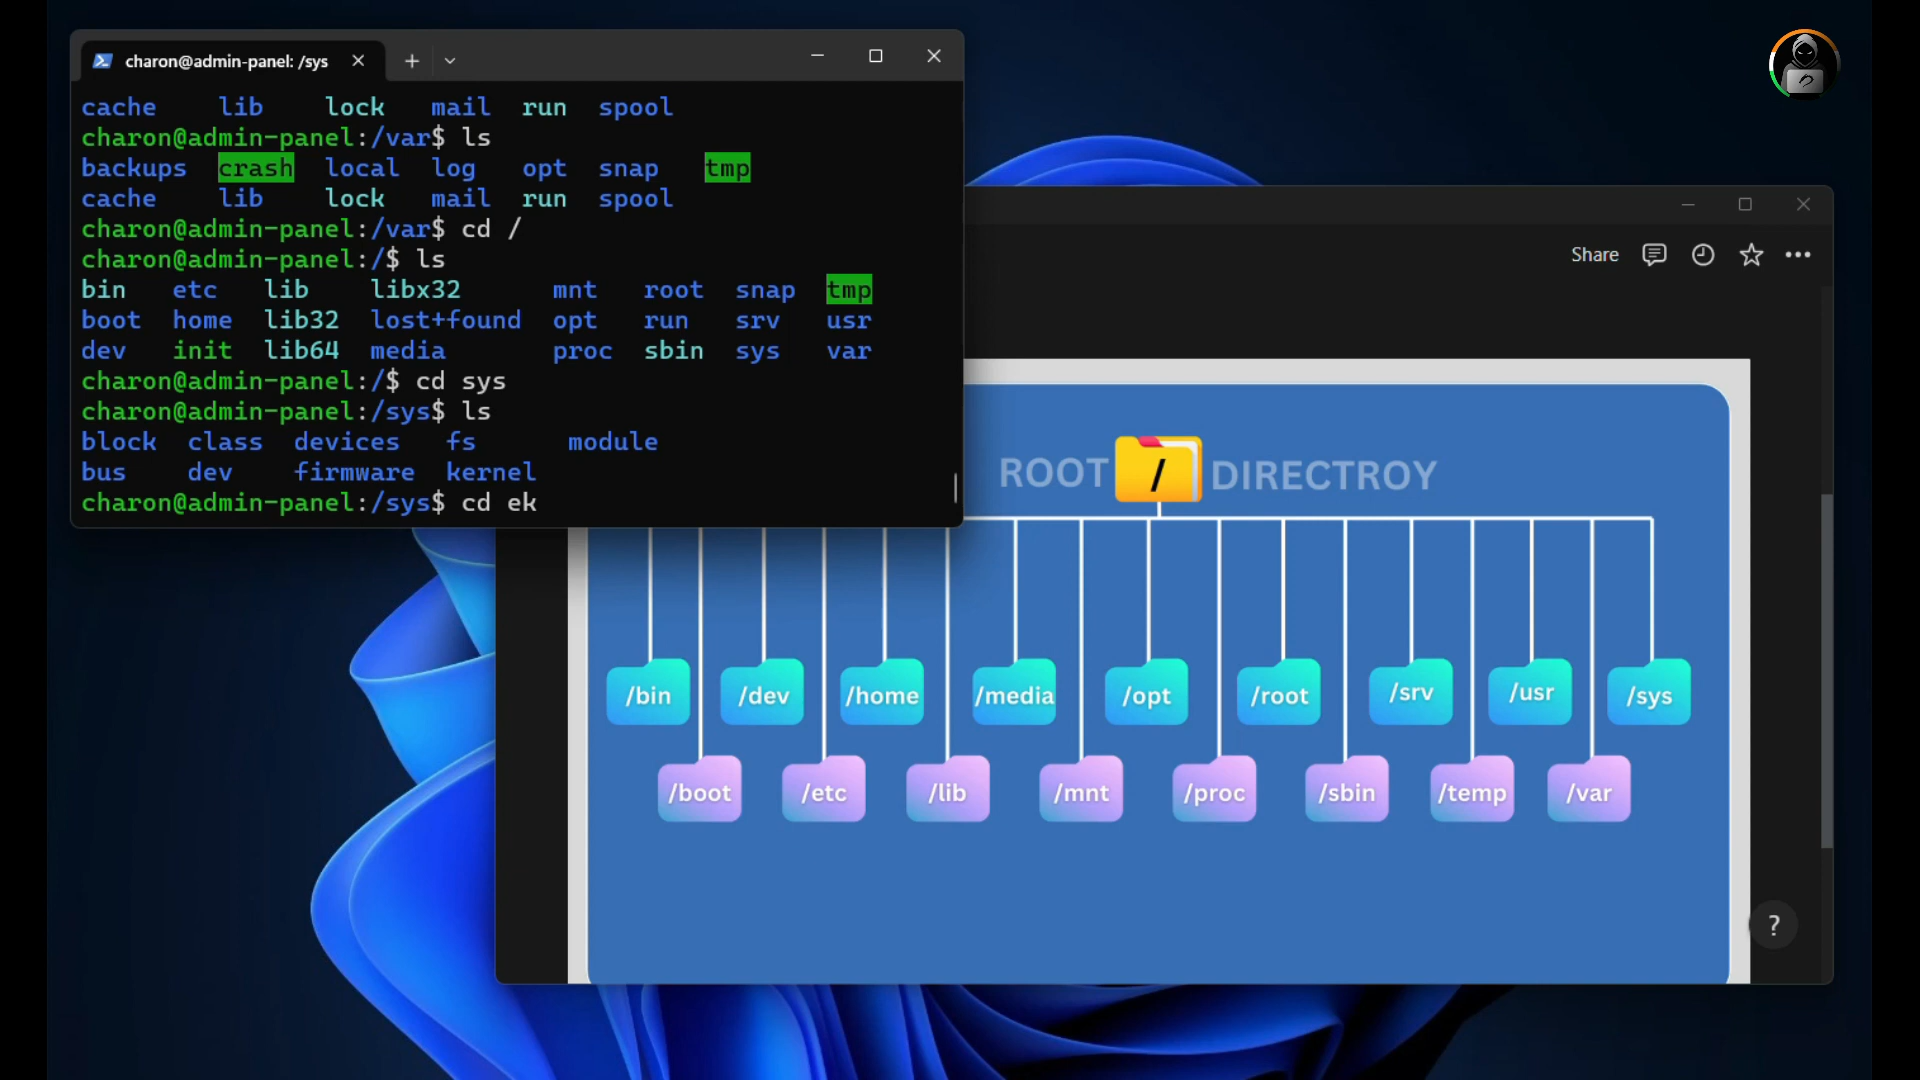 charon@admin-panel: /sys
cache lib lock mail run spool
charon@admin-panel:/var$ ls
backups crash local log opt snap tmp
cache lib lock mail run spool
charon@admin-panel:/var$ cd /
charon@admin-panel:/$ ls
bin etc lib libx32 mnt root snap tmp
boot home lib32 lost+found opt run srv usr
dev init lib64 media proc sbin sys var
charon@admin-panel:/$ cd sys
charon@admin-panel:/sys$ ls
block class devices fs module
bus dev firmware kernel
charon@admin-panel:/sys$ cd ek
Share
ROOT / DIRECTROY
/bin /dev /home /media /opt /root /srv /usr /sys
/boot /etc /lib /mnt /proc /sbin /temp /var
?